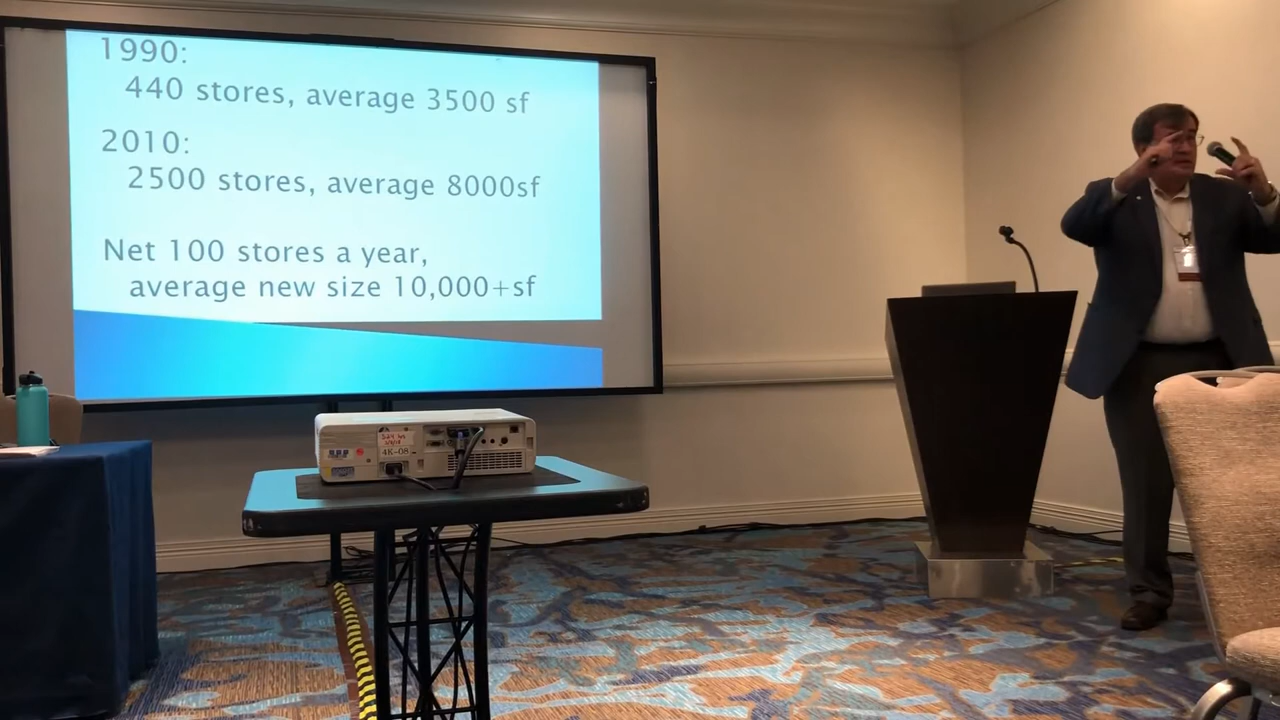 1990:
440 stores, average 3500 sf
2010:
2500 stores, average 8000sf
Net 100 stores a year,
average new size 10,000+sf
4K-08